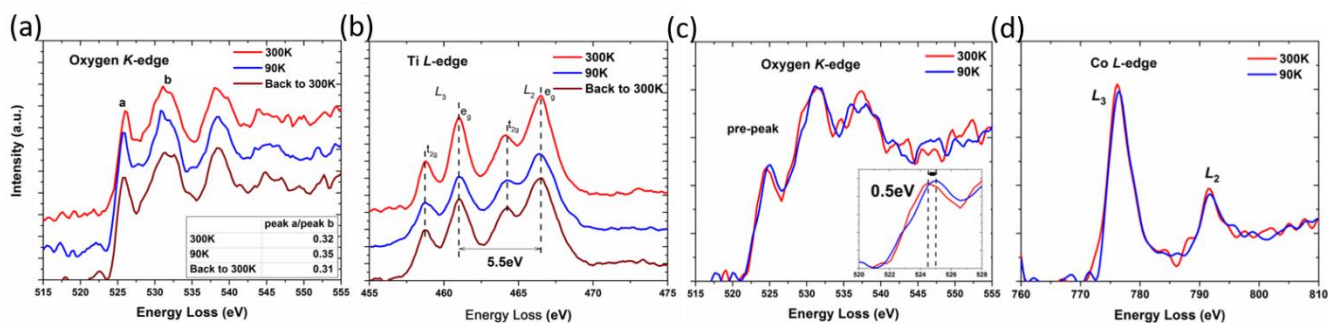 (a)
Oxygen K-edge
300K
90K
Back to 300K
a
b
Intensity (a.u.)
peak a/peak b
300K 0.32
90K 0.35
Back to 300K 0.31
515 520 525 530 535 540 545 550 555
Energy Loss (eV)
(b)
Ti L-edge
300K
90K
Back to 300K
L3
L2
t2g
eg
t2g
eg
5.5eV
455 460 465 470 475
Energy Loss (eV)
(c)
Oxygen K-edge
300K
90K
pre-peak
0.5eV
520 522 524 526 528
515 520 525 530 535 540 545 550 555
Energy Loss (eV)
(d)
Co L-edge
300K
90K
L3
L2
760 770 780 790 800 810
Energy Loss (eV)